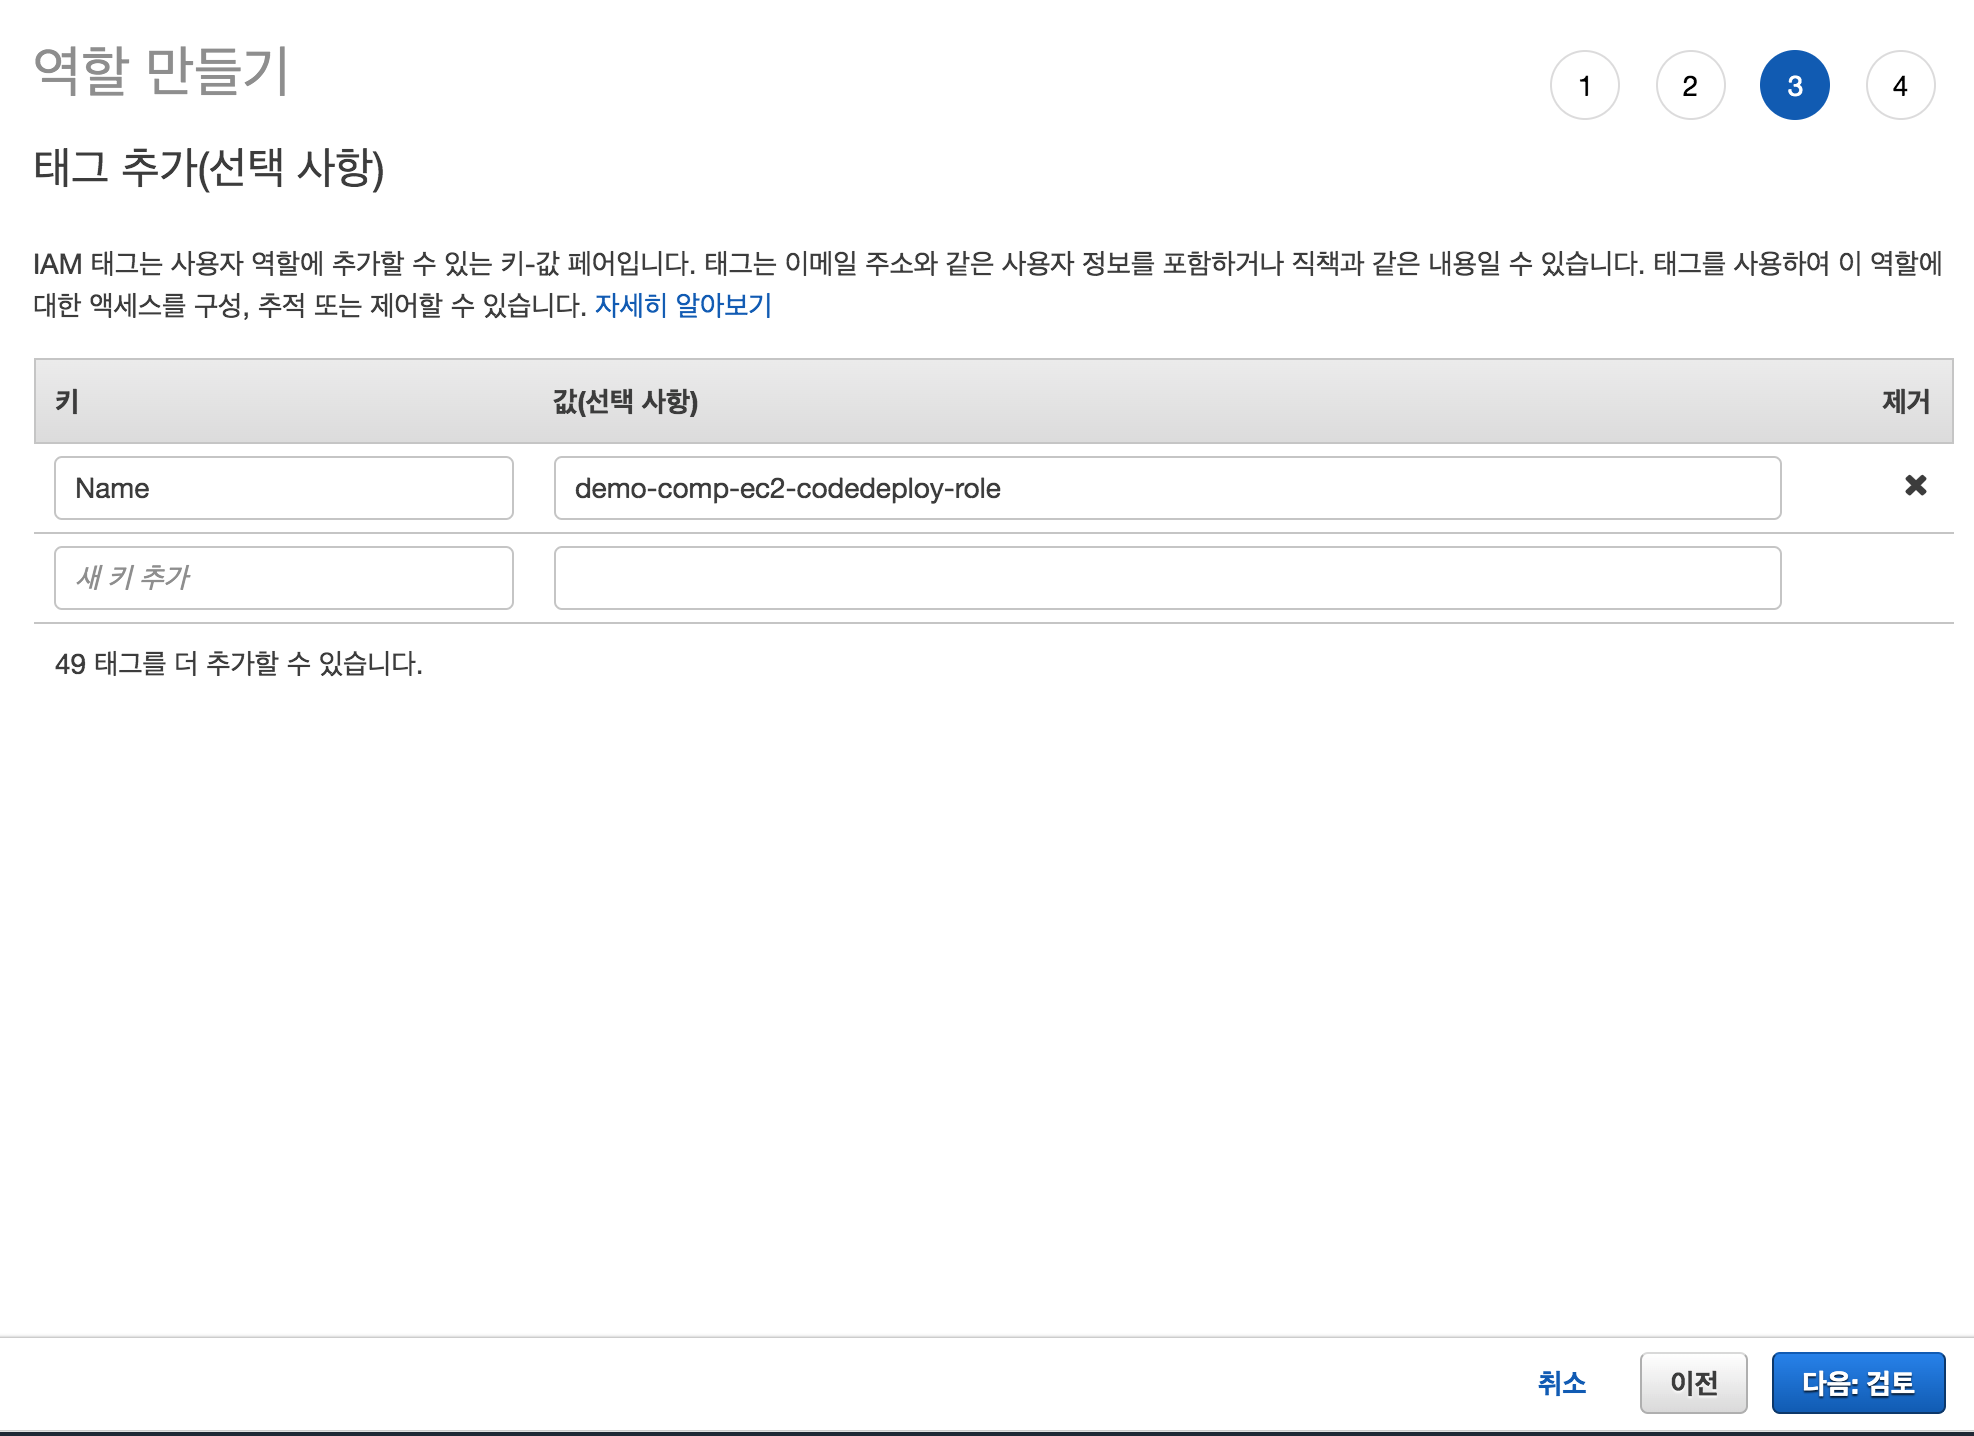 역할 만들기
1 2 3 4
태그 추가(선택 사항)
IAM 태그는 사용자 역할에 추가할 수 있는 키-값 페어입니다. 태그는 이메일 주소와 같은 사용자 정보를 포함하거나 직책과 같은 내용일 수 있습니다. 태그를 사용하여 이 역할에
대한 액세스를 구성, 추적 또는 제어할 수 있습니다. 자세히 알아보기
키 값(선택 사항) 제거
Name demo-comp-ec2-codedeploy-role
새 키 추가
49 태그를 더 추가할 수 있습니다.
취소 이전 다음: 검토